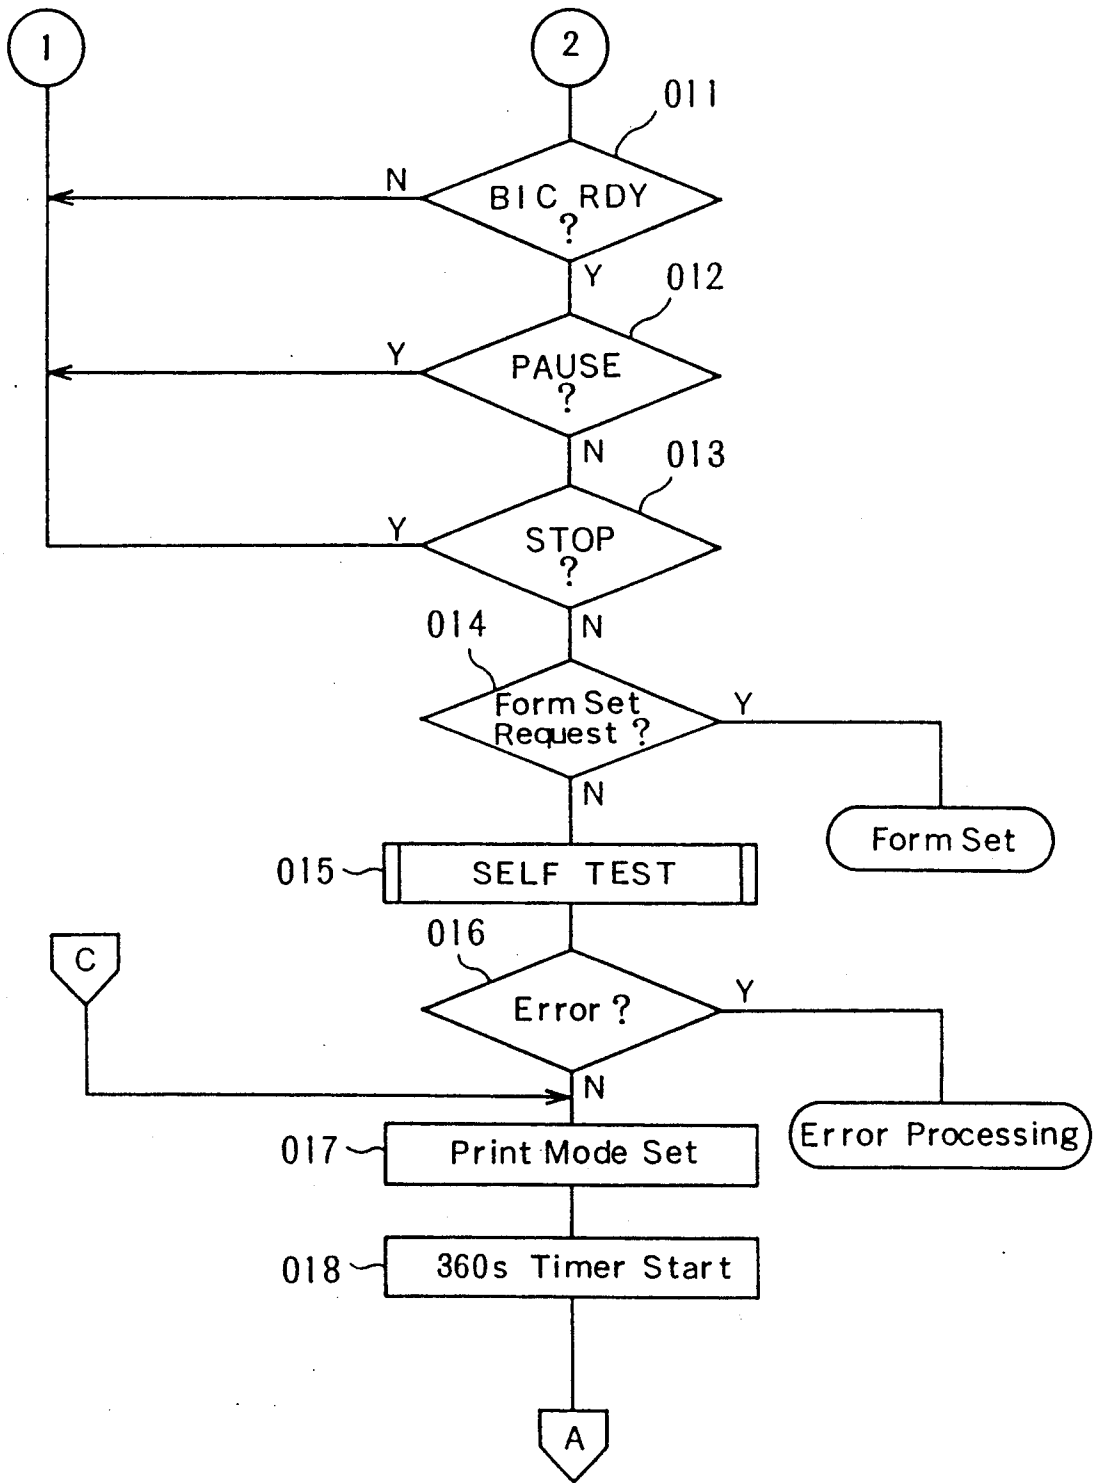 1
2
011
N
BIC RDY
?
Y
012
Y
PAUSE
?
N
013
Y
STOP
?
N
014
Form Set
Request ?
Y
N
Form Set
015
SELF TEST
016
C
Error ?
Y
N
017
Print Mode Set
Error Processing
018
360s Timer Start
A